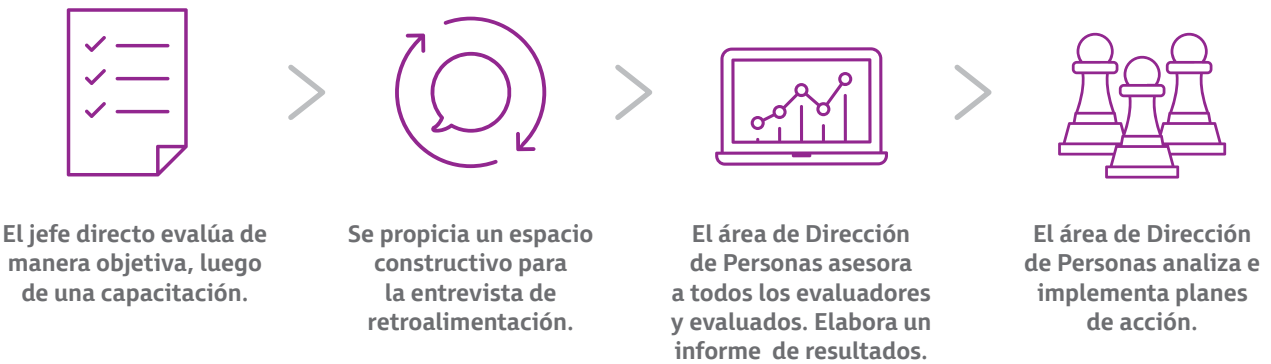 El jefe directo evalúa de
manera objetiva, luego
de una capacitación.
Se propicia un espacio
constructivo para
la entrevista de
retroalimentación.
El área de Dirección
de Personas asesora
a todos los evaluadores
y evaluados. Elabora un
informe de resultados.
El área de Dirección
de Personas analiza e
implementa planes
de acción.